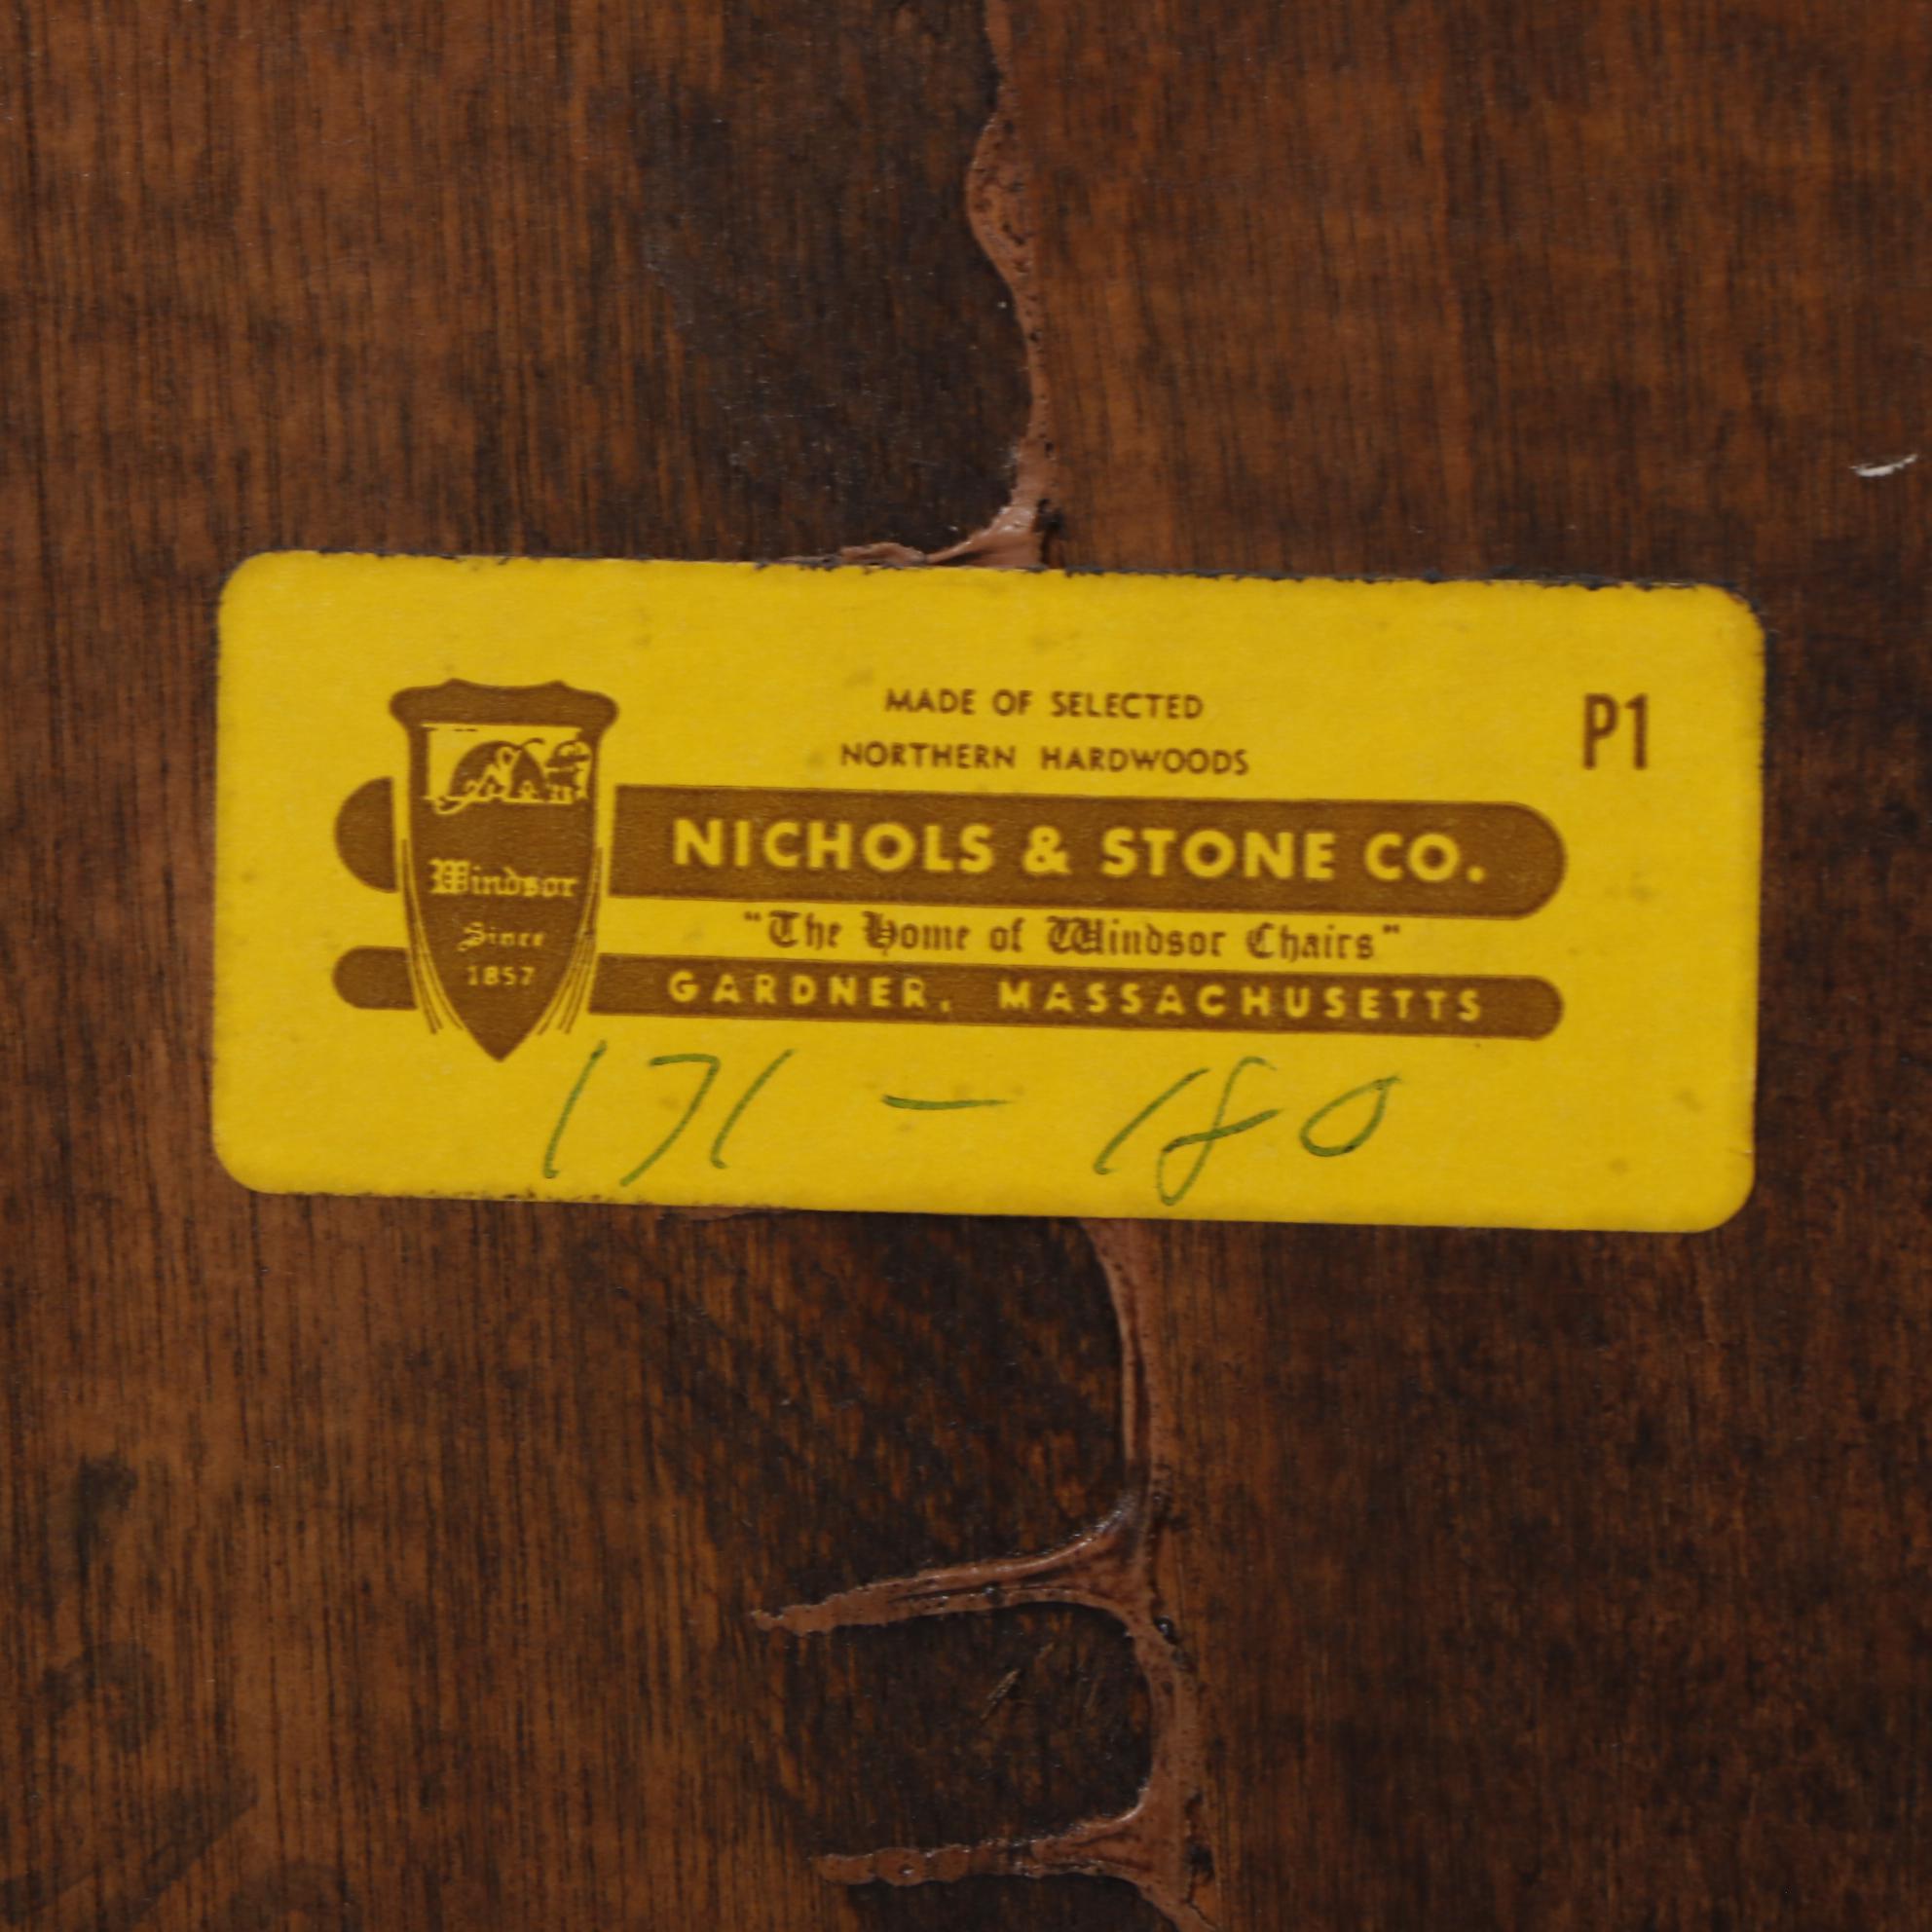 MADE OF SELECTED
NORTHERN HARDWOODS
P1
NICHOLS & STONE CO.
"The Home of Windsor Chairs"
GARDNER, MASSACHUSETTS
Windsor
Since
1857
171 - 180